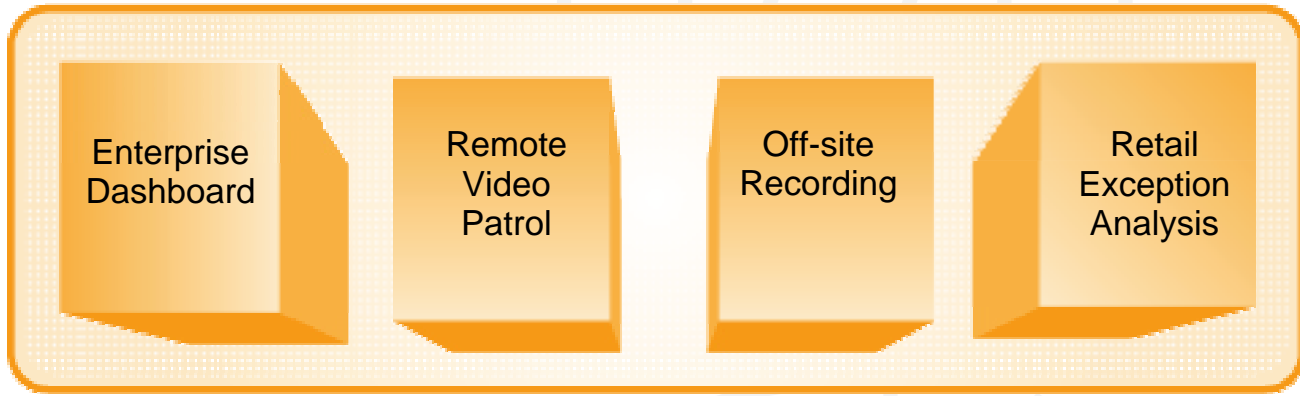 Enterprise
Dashboard
Remote
Video
Patrol
Off-site
Recording
Retail
Exception
Analysis